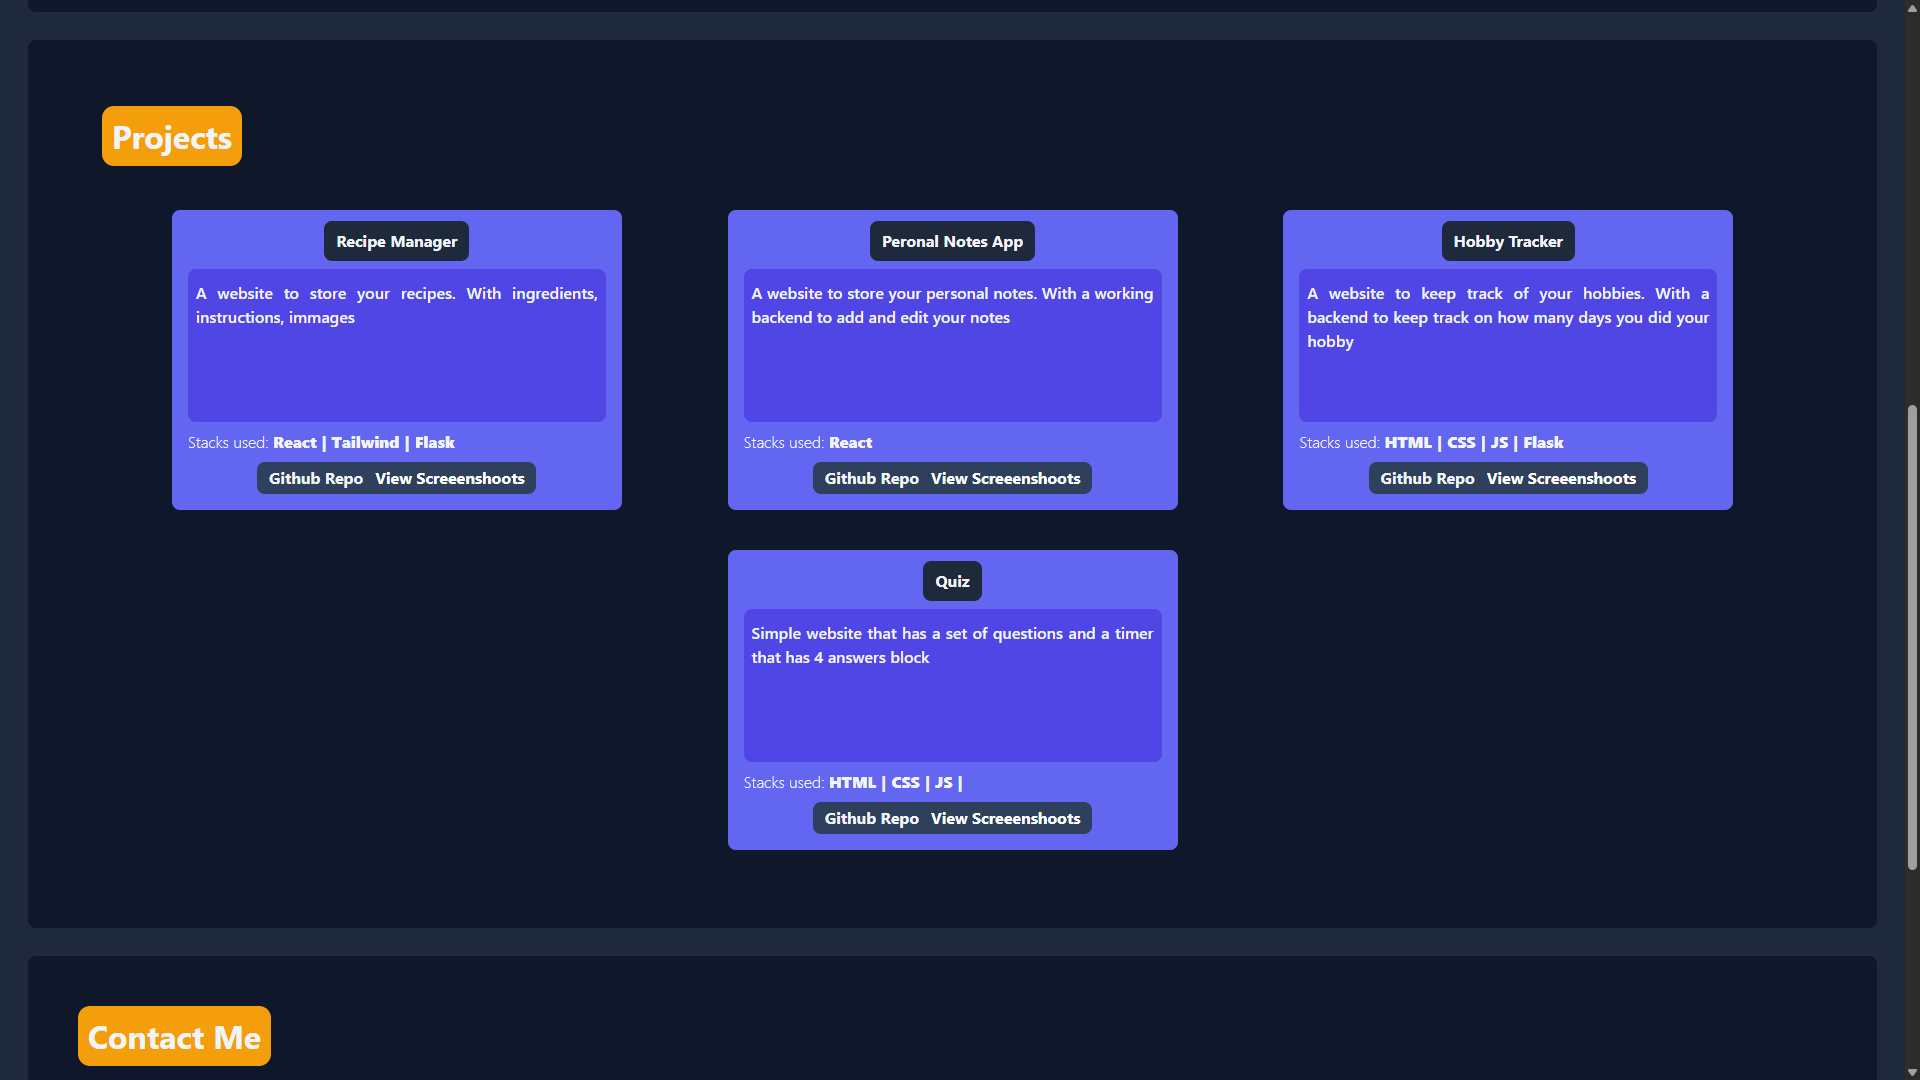 Projects
Recipe Manager
A website to store your recipes. With ingredients,
instructions, immages
Stacks used: React | Tailwind | Flask
Github Repo View Screeenshoots
Peronal Notes App
A website to store your personal notes. With a working
backend to add and edit your notes
Stacks used: React
Github Repo View Screeenshoots
Hobby Tracker
A website to keep track of your hobbies. With a
backend to keep track on how many days you did your
hobby
Stacks used: HTML | CSS | JS | Flask
Github Repo View Screeenshoots
Quiz
Simple website that has a set of questions and a timer
that has 4 answers block
Stacks used: HTML | CSS | JS |
Github Repo View Screeenshoots
Contact Me